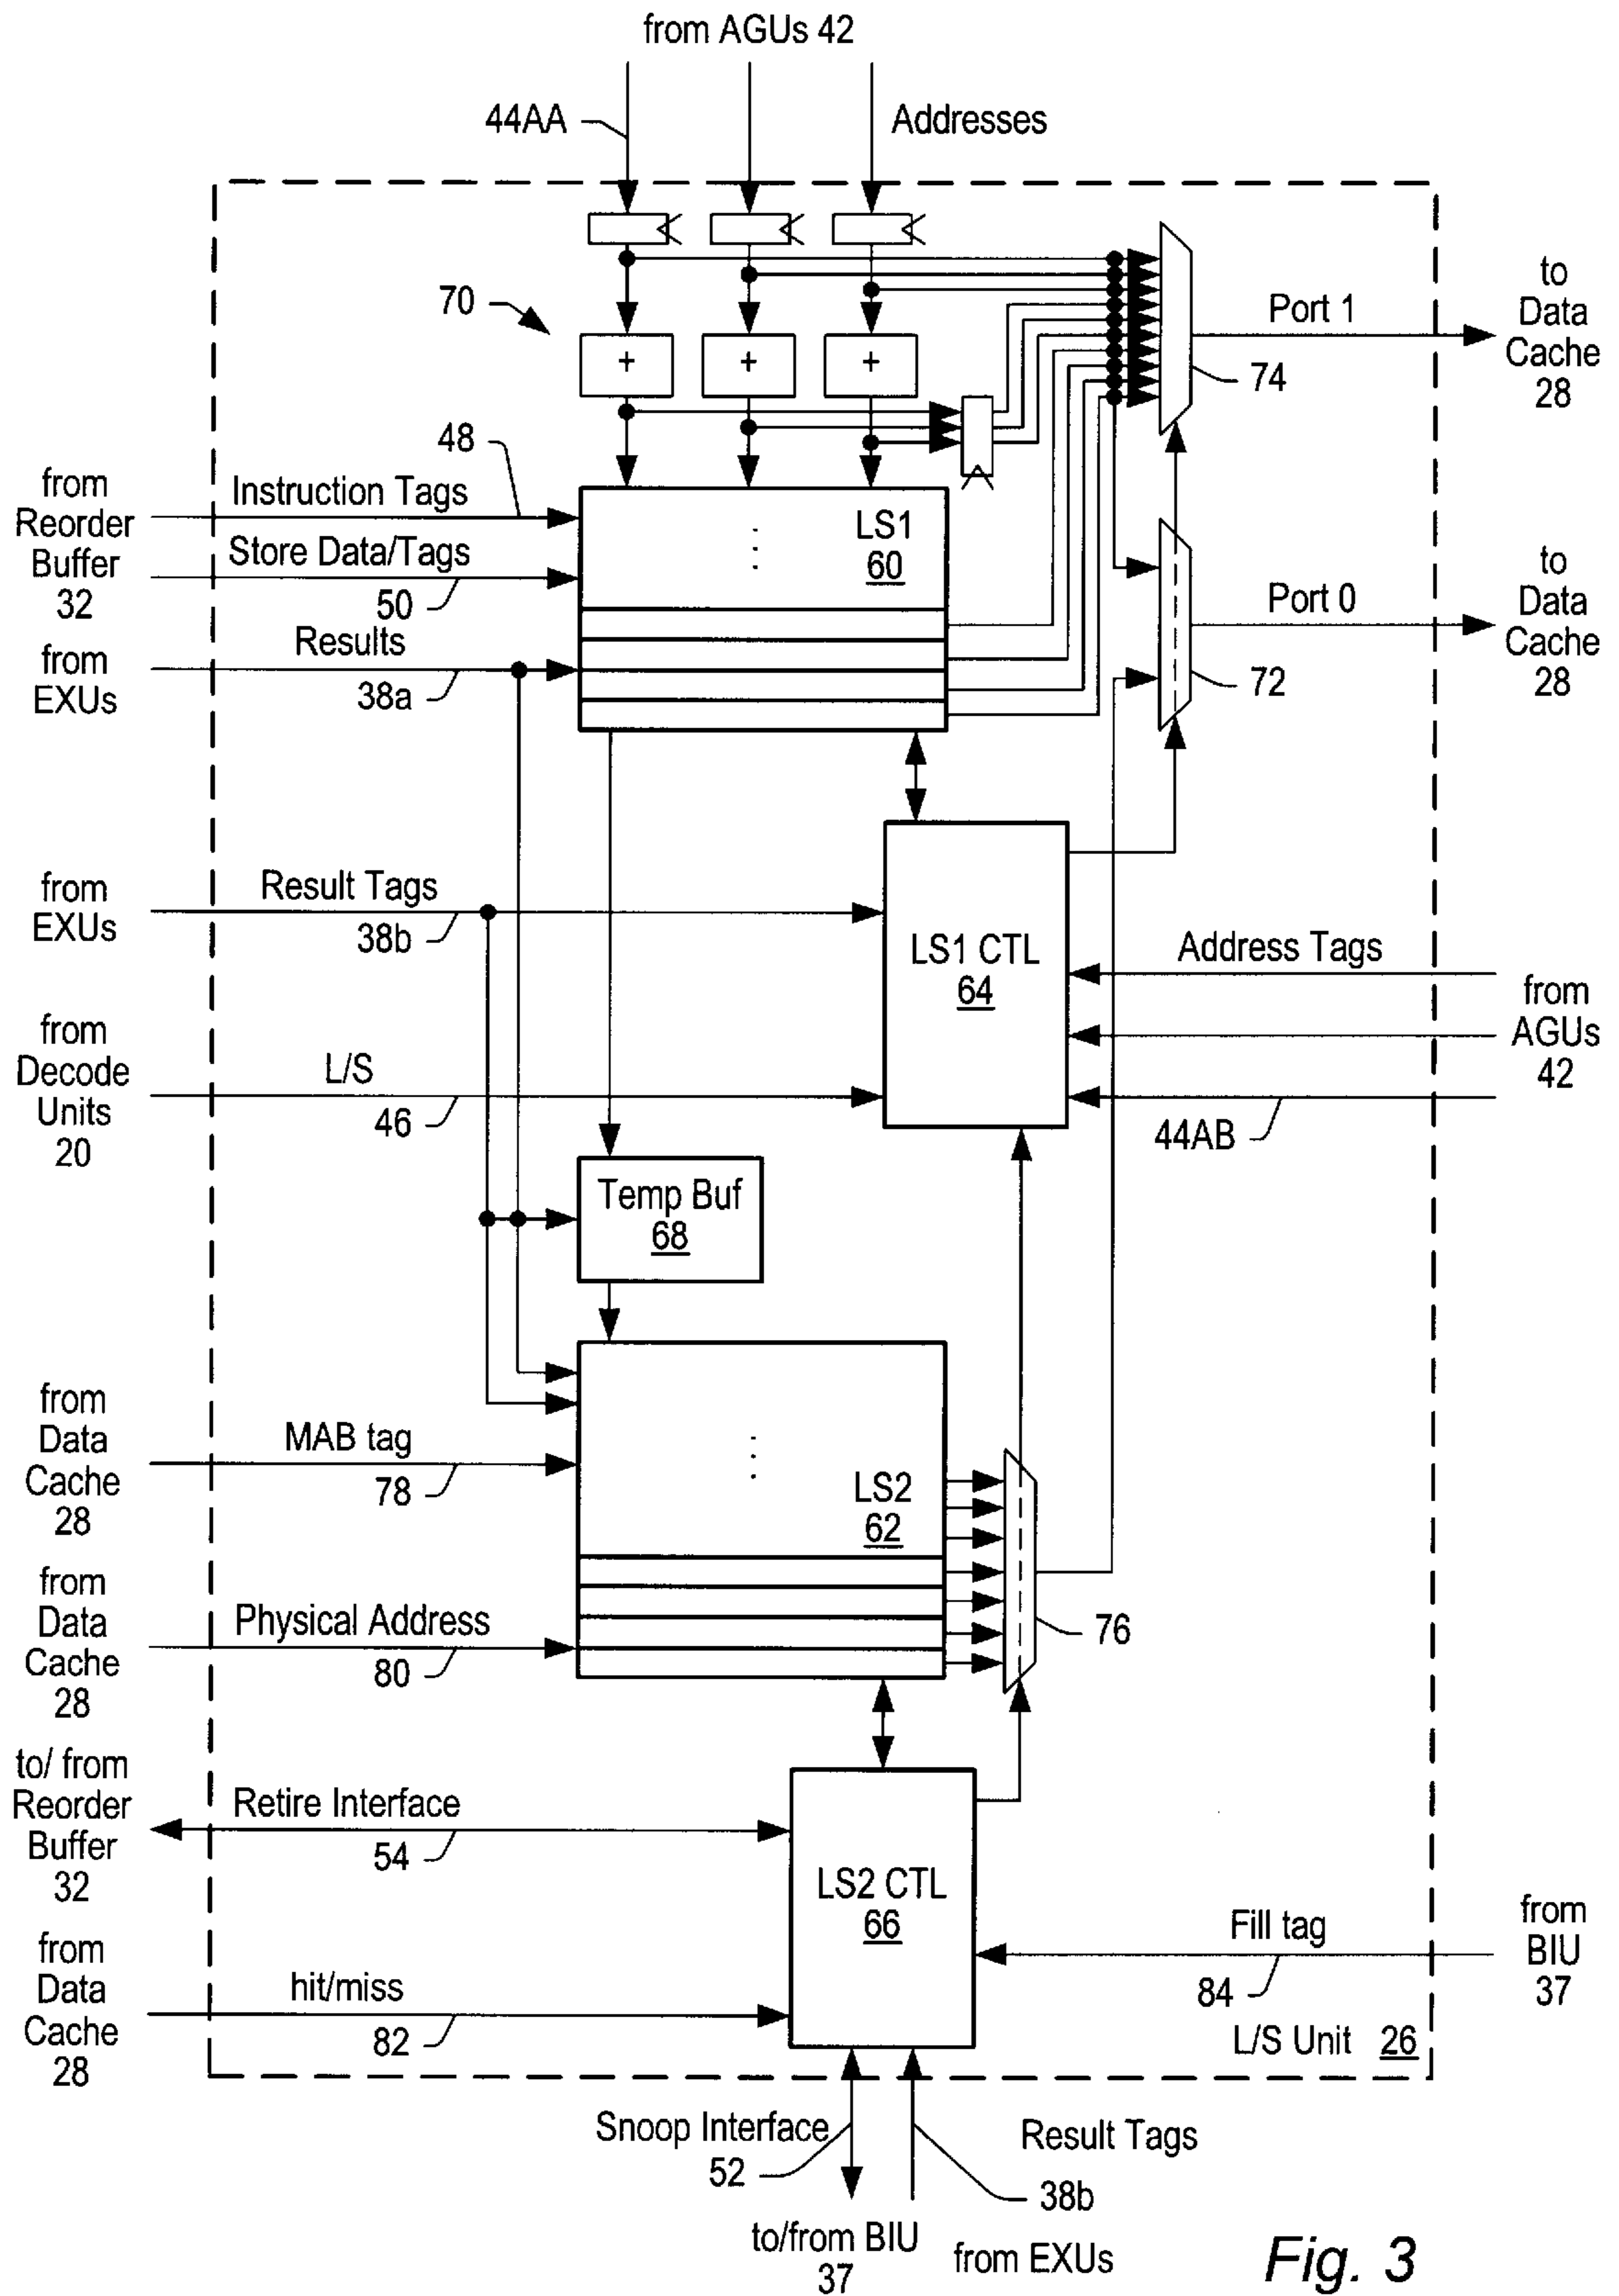 from AGUs 42
44AA
Addresses
70
+
+
+
Port 1
to
Data
Cache
28
74
48
from
Reorder
Buffer
32
Instruction Tags
Store Data/Tags
50
LS1
60
Port 0
to
Data
Cache
28
72
from
EXUs
Results
38a
from
EXUs
Result Tags
38b
LS1 CTL
64
Address Tags
from
AGUs
42
44AB
from
Decode
Units
20
L/S
46
Temp Buf
68
from
Data
Cache
28
MAB tag
78
LS2
62
76
from
Data
Cache
28
Physical Address
80
to/ from
Reorder
Buffer
32
Retire Interface
54
LS2 CTL
66
Fill tag
84
from
BIU
37
from
Data
Cache
28
hit/miss
82
L/S Unit 26
Snoop Interface
52
Result Tags
38b
to/from BIU
37
from EXUs
Fig. 3